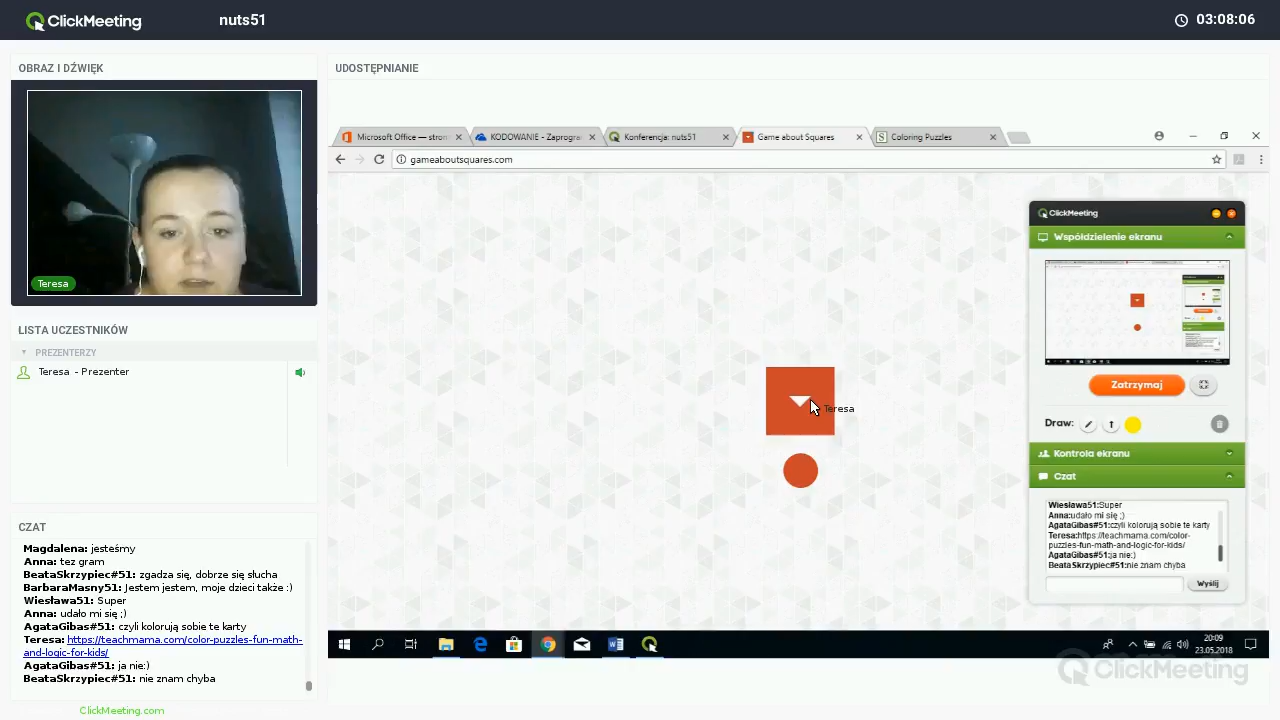 ClickMeeting
nuts51
03:08:06
OBRAZ I DŹWIĘK
Teresa
LISTA UCZESTNIKÓW
PREZENTERZY
Teresa - Prezenter
CZAT
Magdalena: jesteśmy
Anna: tez gram
BeataSkrzypiec#51: zgadza się, dobrze się słucha
BarbaraMasny51: Jestem jestem, moje dzieci także :)
Wiesława51: Super
Anna: udało mi się ;)
AgataGibas#51: czyli kolorują sobie te karty
Teresa: https://teachmama.com/color-puzzles-fun-math-
and-logic-for-kids/
AgataGibas#51: ja nie:)
BeataSkrzypiec#51: nie znam chyba
ClickMeeting.com
UDOSTĘPNIANIE
Microsoft Office — stron
KODOWANIE - Zaprogra
Konferencja: nuts51
Game about Squares
Coloring Puzzles
gameaboutsquares.com
Teresa
ClickMeeting
Współdzielenie ekranu
Zatrzymaj
Draw:
Kontrola ekranu
Czat
Wiesława51:Super
Anna:udało mi się ;)
AgataGibas#51:czyli kolorują sobie te karty
Teresa:https://teachmama.com/color-
puzzles-fun-math-and-logic-for-kids/
AgataGibas#51:ja nie:)
BeataSkrzypiec#51:nie znam chyba
Wyślij
20:09
23.05.2018
ClickMeeting